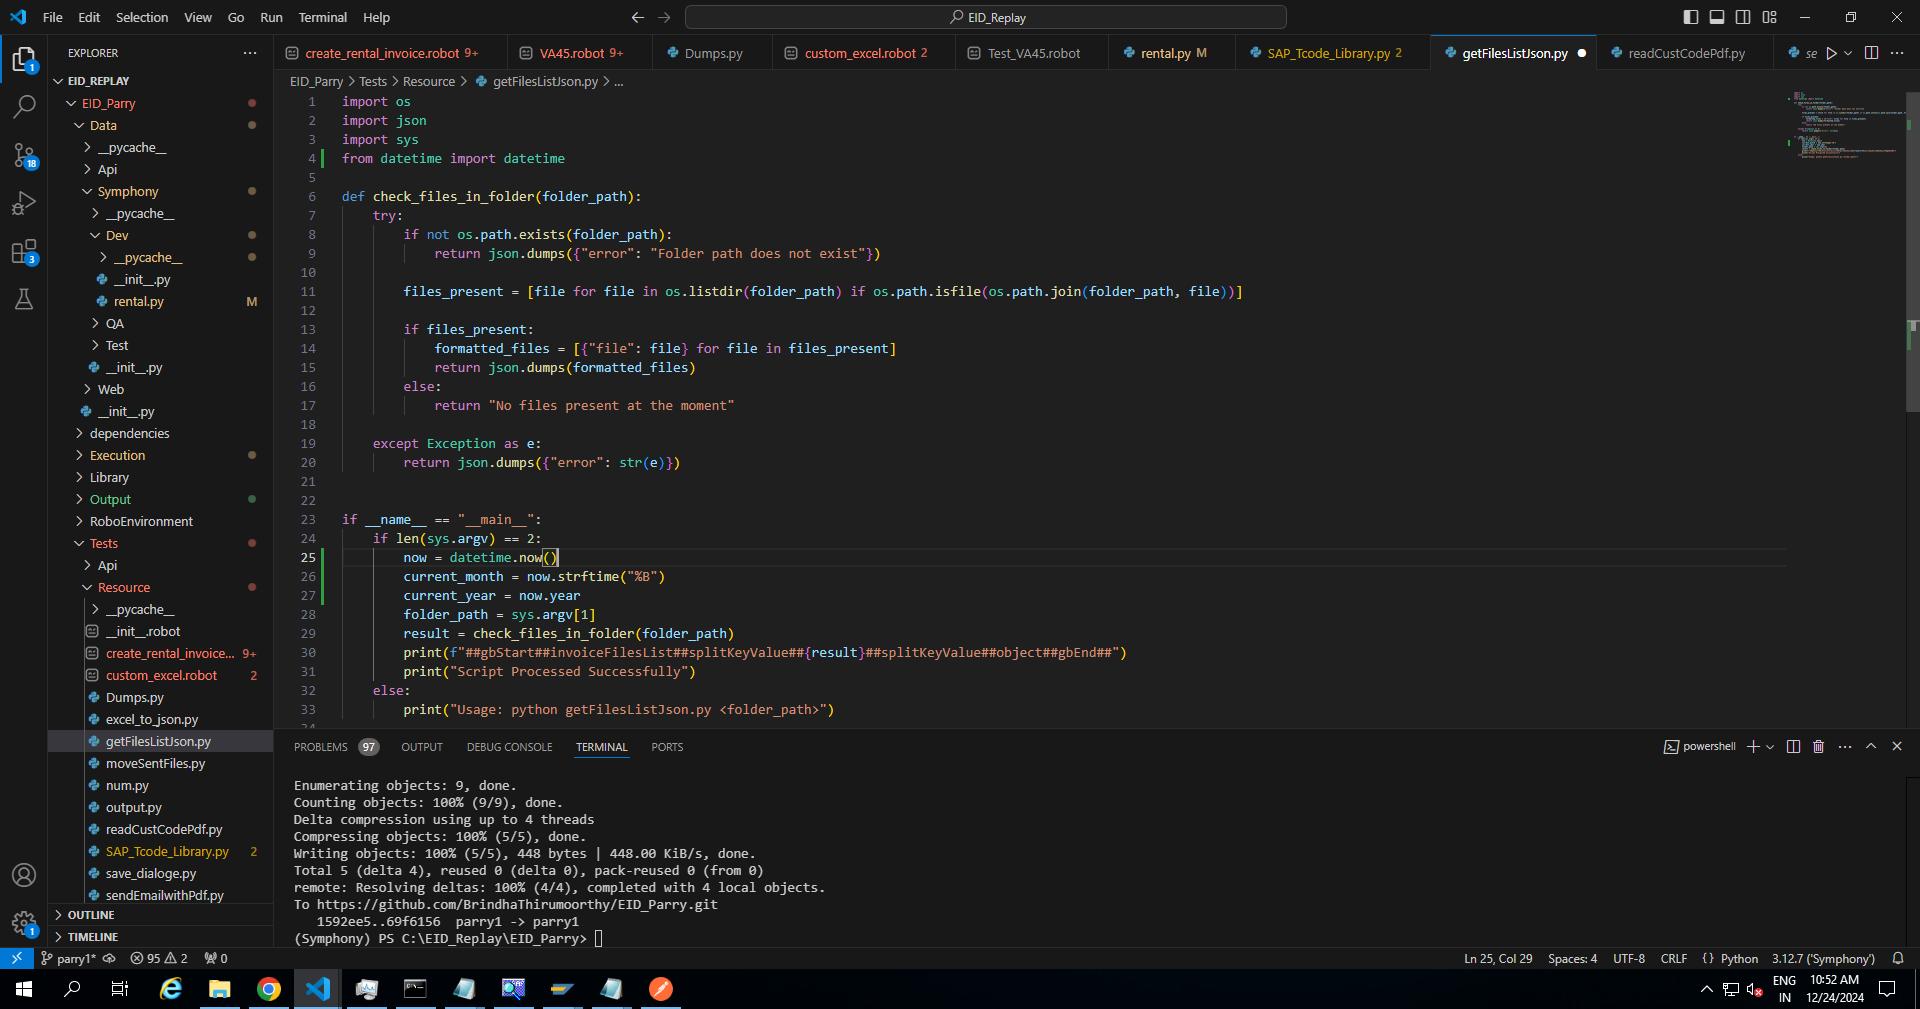 File Edit Selection View Go Run Terminal Help
EID_Replay
EXPLORER
create_rental_invoice.robot 9+
VA45.robot 9+
Dumps.py
custom_excel.robot 2
Test_VA45.robot
rental.py M
SAP_Tcode_Library.py 2
getFilesListJson.py
readCustCodePdf.py
se
EID_Parry > Tests > Resource > getFilesListJson.py > ...
EID_REPLAY
EID_Parry
Data
__pycache__
Api
Symphony
__pycache__
Dev
__pycache__
__init__.py
rental.py M
QA
Test
__init__.py
Web
__init__.py
dependencies
Execution
Library
Output
RoboEnvironment
Tests
Api
Resource
__pycache__
__init__.robot
create_rental_invoice... 9+
custom_excel.robot 2
Dumps.py
excel_to_json.py
getFilesListJson.py
moveSentFiles.py
num.py
output.py
readCustCodePdf.py
SAP_Tcode_Library.py 2
save_dialoge.py
sendEmailwithPdf.py
OUTLINE
TIMELINE
1
18
3
1
1 import os
2 import json
3 import sys
4 from datetime import datetime
5
6 def check_files_in_folder(folder_path):
7 try:
8 if not os.path.exists(folder_path):
9 return json.dumps({"error": "Folder path does not exist"})
10
11 files_present = [file for file in os.listdir(folder_path) if os.path.isfile(os.path.join(folder_path, file))]
12
13 if files_present:
14 formatted_files = [{"file": file} for file in files_present]
15 return json.dumps(formatted_files)
16 else:
17 return "No files present at the moment"
18
19 except Exception as e:
20 return json.dumps({"error": str(e)})
21
22
23 if __name__ == "__main__":
24 if len(sys.argv) == 2:
25 now = datetime.now()
26 current_month = now.strftime("%B")
27 current_year = now.year
28 folder_path = sys.argv[1]
29 result = check_files_in_folder(folder_path)
30 print(f"##gbStart##invoiceFilesList##splitKeyValue##{result}##splitKeyValue##object##gbEnd##")
31 print("Script Processed Successfully")
32 else:
33 print("Usage: python getFilesListJson.py <folder_path>")
34
PROBLEMS 97 OUTPUT DEBUG CONSOLE TERMINAL PORTS
powershell
Enumerating objects: 9, done.
Counting objects: 100% (9/9), done.
Delta compression using up to 4 threads
Compressing objects: 100% (5/5), done.
Writing objects: 100% (5/5), 448 bytes | 448.00 KiB/s, done.
Total 5 (delta 4), reused 0 (delta 0), pack-reused 0 (from 0)
remote: Resolving deltas: 100% (4/4), completed with 4 local objects.
To https://github.com/BrindhaThirumoorthy/EID_Parry.git
1592ee5..69f6156 parry1 -> parry1
(Symphony) PS C:\EID_Replay\EID_Parry>
parry1* 95 2 0
Ln 25, Col 29 Spaces: 4 UTF-8 CRLF {} Python 3.12.7 ('Symphony')
ENG
IN
10:52 AM
12/24/2024